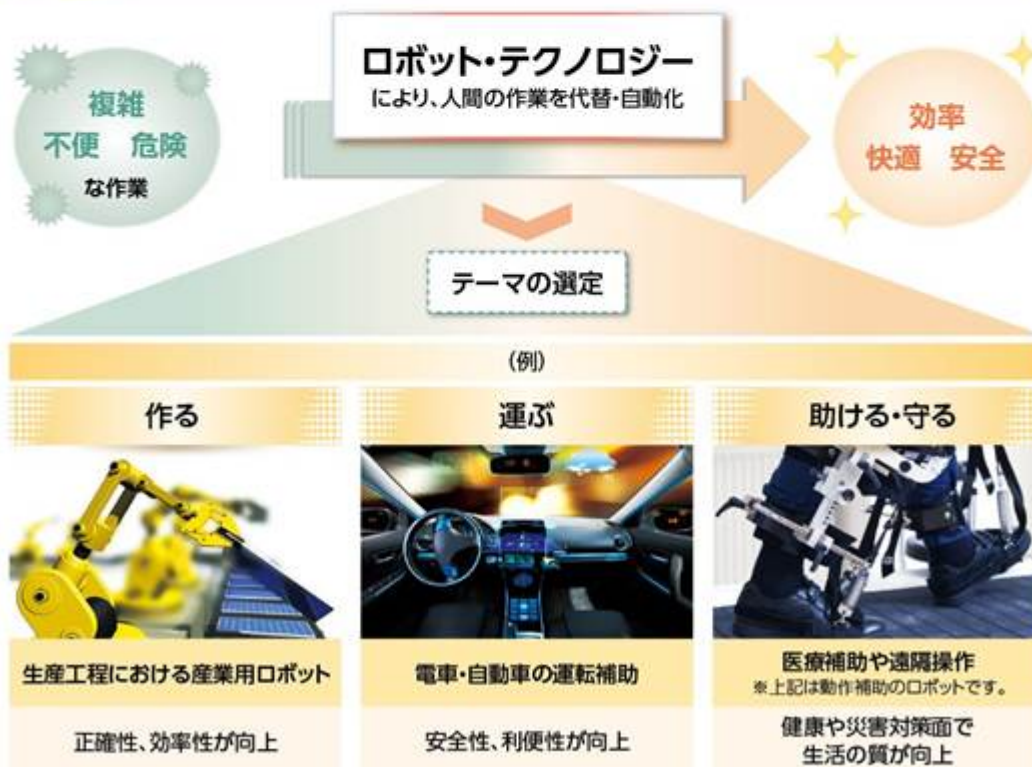 複雑
不便 危険
な作業
ロボット・テクノロジー
により、人間の作業を代替・自動化
効率
快適 安全
テーマの選定
(例)
作る
運ぶ
助ける・守る
生産工程における産業用ロボット
電車・自動車の運転補助
医療補助や遠隔操作
※上記は動作補助のロボットです。
正確性、効率性が向上
安全性、利便性が向上
健康や災害対策面で
生活の質が向上